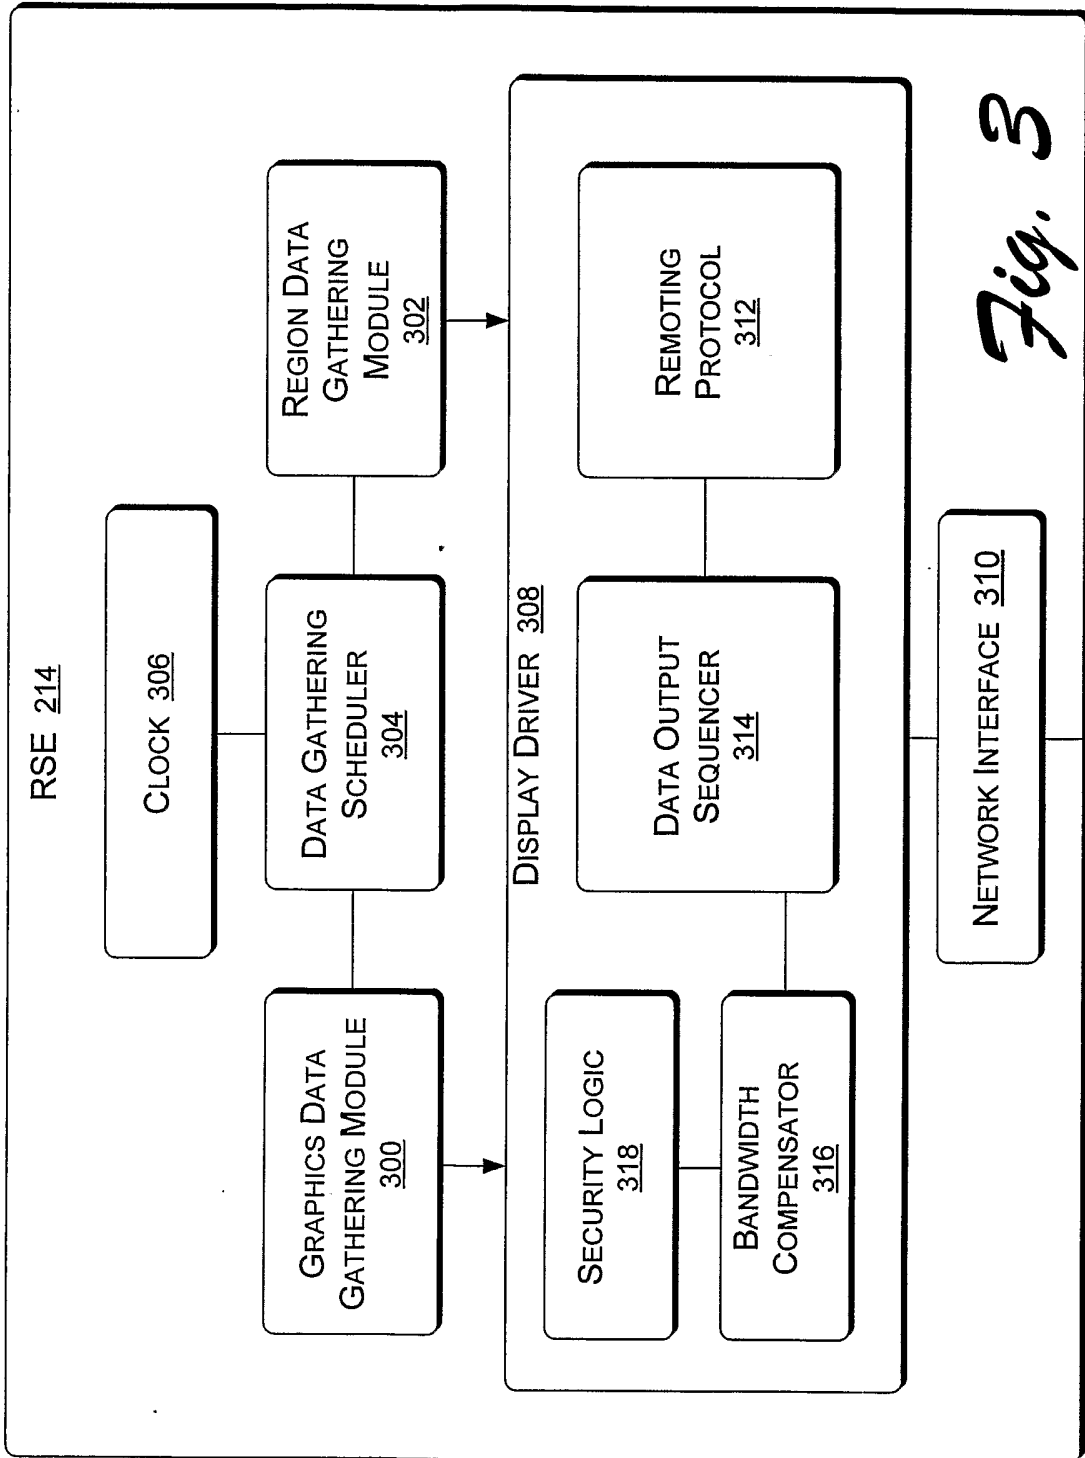 RSE 214
CLOCK 306
GRAPHICS DATA
GATHERING MODULE
300
DATA GATHERING
SCHEDULER
304
REGION DATA
GATHERING
MODULE
302
DISPLAY DRIVER 308
SECURITY LOGIC
318
BANDWIDTH
COMPENSATOR
316
DATA OUTPUT
SEQUENCER
314
REMOTING
PROTOCOL
312
NETWORK INTERFACE 310
Fig. 3